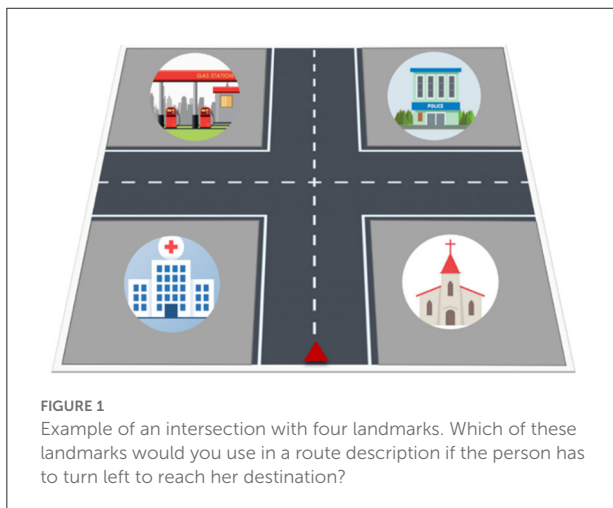 GAS STATION
POLICE
FIGURE 1
Example of an intersection with four landmarks. Which of these
landmarks would you use in a route description if the person has
to turn left to reach her destination?